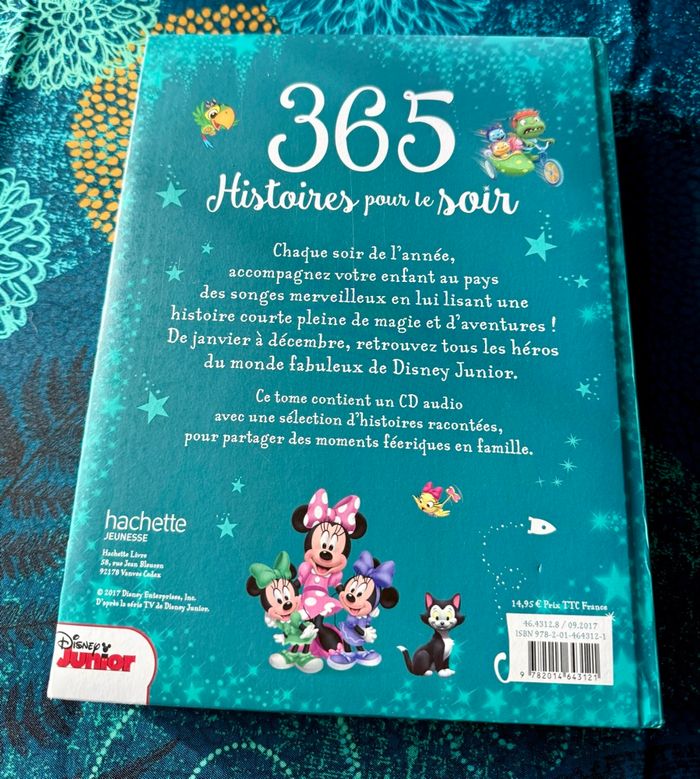 365
Histoires pour le soir
Chaque soir de l'année,
accompagnez votre enfant au pays
des songes merveilleux en lui lisant une
histoire courte pleine de magie et d'aventures !
De janvier à décembre, retrouvez tous les héros
du monde fabuleux de Disney Junior.
Ce tome contient un CD audio
avec une sélection d'histoires racontées,
pour partager des moments féeriques en famille.
hachette
JEUNESSE
Hachette Livre
58, rue Jean Bleuzen
92178 Vanves Cedex
© 2017 Disney Enterprises, Inc.
D'après la série TV de Disney Junior.
Disney
Junior
14,95 € Prix TTC France
46.4312.8 / 09.2017
ISBN 978-2-01-464312-1
9 782014 643121